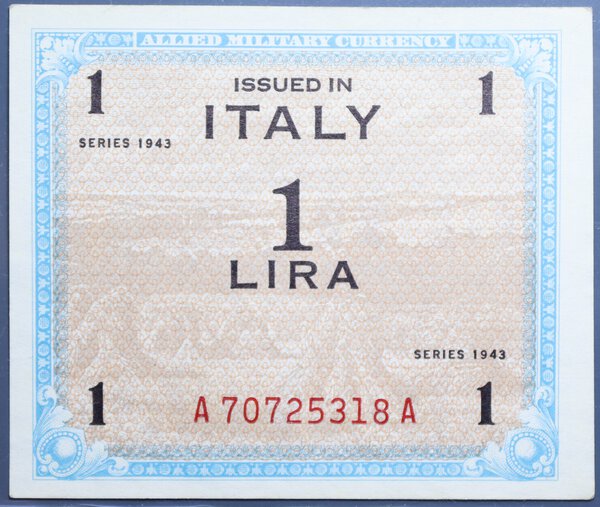 ALLIED MILITARY CURRENCY
1 ISSUED IN 1
ITALY
SERIES 1943
1
LIRA
SERIES 1943
1 A70725318A 1